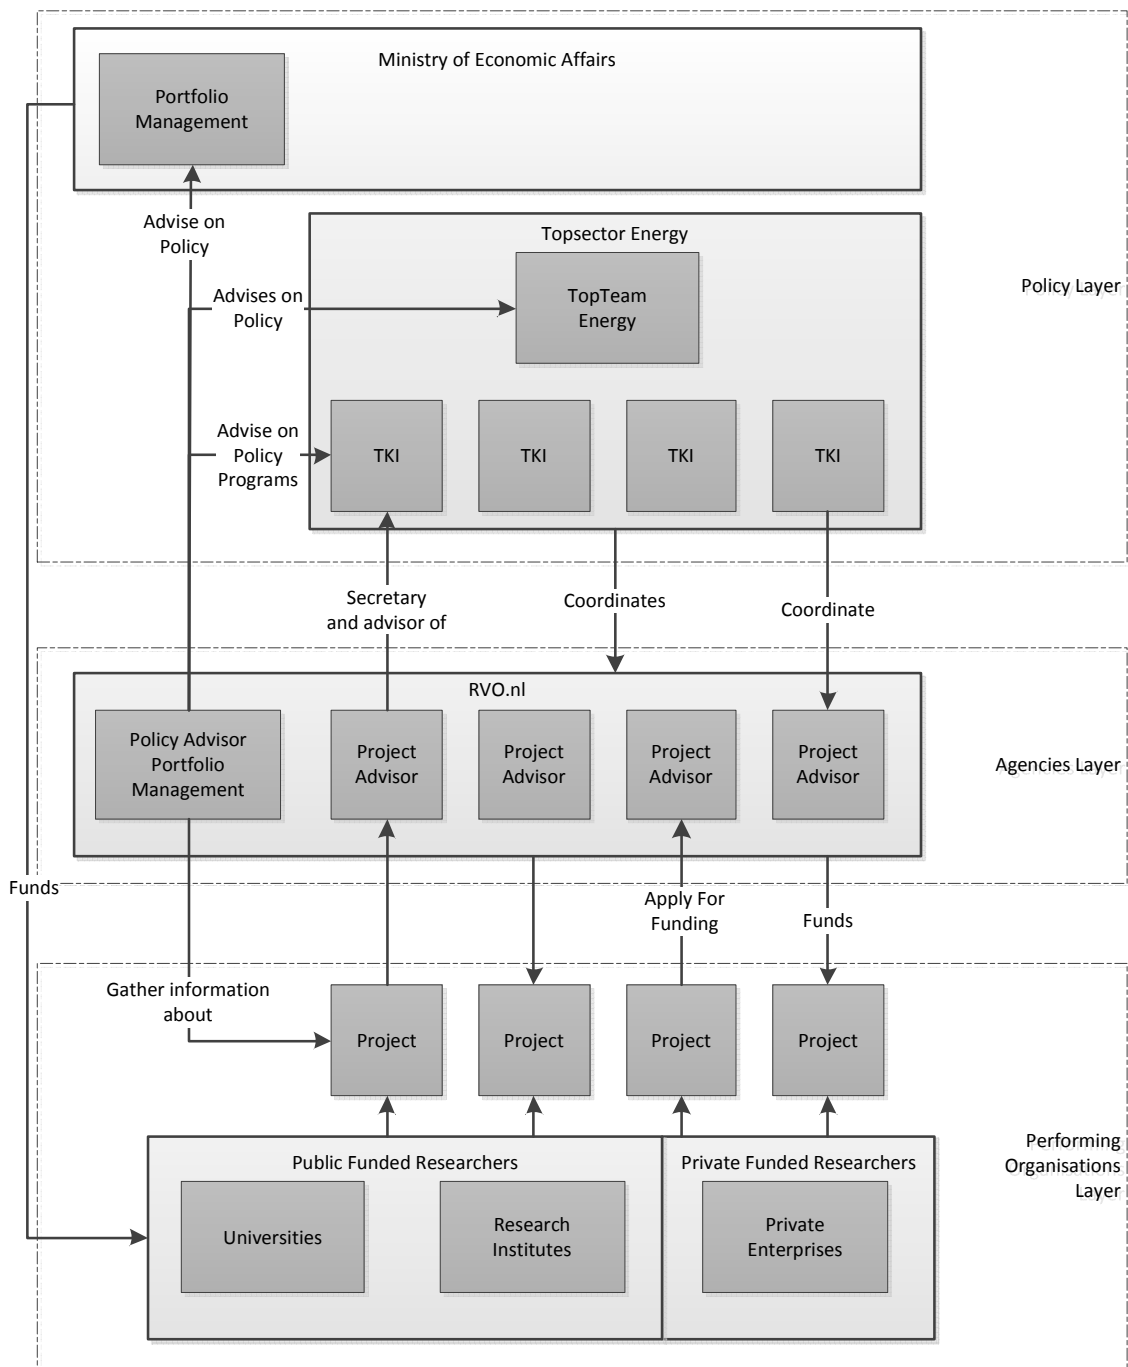 Ministry of Economic Affairs
Portfolio
Management
Advise on
Policy
Topsector Energy
TopTeam
Energy
Advises on
Policy
Policy Layer
Advise on
Policy
Programs
TKI
TKI
TKI
TKI
Secretary
and advisor of
Coordinates
Coordinate
RVO.nl
Policy Advisor
Portfolio
Management
Project
Advisor
Project
Advisor
Project
Advisor
Project
Advisor
Agencies Layer
Funds
Apply For
Funding
Funds
Gather information
about
Project
Project
Project
Project
Public Funded Researchers
Private Funded Researchers
Performing
Organisations
Layer
Universities
Research
Institutes
Private
Enterprises